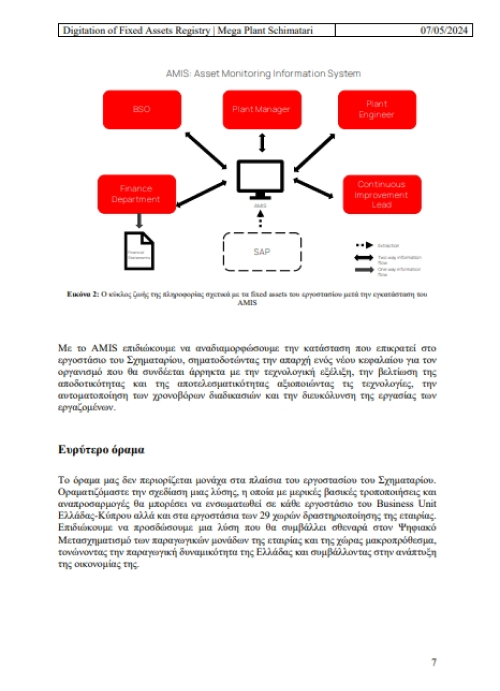 Digitation of Fixed Assets Registry | Mega Plant Schimatari 07/05/2024
AMIS: Asset Monitoring Information System
BSO
Plant Manager
Plant
Engineer
Finance
Department
Continuous
Improvement
Lead
AMIS
Financial
Statements
SAP
Extraction
Two way information
flow
One way information
flow
Εικόνα 2: Ο κύκλος ζωής της πληροφορίας σχετικά με τα fixed assets του εργοστασίου μετά την εγκατάσταση του
AMIS
Με το AMIS επιδιώκουμε να αναδιαμορφώσουμε την κατάσταση που επικρατεί στο
εργοστάσιο του Σχηματαρίου, σηματοδοτώντας την απαρχή ενός νέου κεφαλαίου για τον
οργανισμό που θα συνδέεται άρρηκτα με την τεχνολογική εξέλιξη, την βελτίωση της
αποδοτικότητας και της αποτελεσματικότητας αξιοποιώντας τις τεχνολογίες, την
αυτοματοποίηση των χρονοβόρων διαδικασιών και την διευκόλυνση της εργασίας των
εργαζομένων.
Ευρύτερο όραμα
Το όραμα μας δεν περιορίζεται μονάχα στα πλαίσια του εργοστασίου του Σχηματαρίου.
Οραματιζόμαστε την σχεδίαση μιας λύσης, η οποία με μερικές βασικές τροποποιήσεις και
αναπροσαρμογές θα μπορέσει να ενσωματωθεί σε κάθε εργοστάσιο του Business Unit
Ελλάδας-Κύπρου αλλά και στα εργοστάσια των 29 χωρών δραστηριοποίησης της εταιρίας.
Επιδιώκουμε να προσδώσουμε μια λύση που θα συμβάλλει σθεναρά στον Ψηφιακό
Μετασχηματισμό των παραγωγικών μονάδων της εταιρίας και της χώρας μακροπρόθεσμα,
τονώνοντας την παραγωγική δυναμικότητα της Ελλάδας και συμβάλλοντας στην ανάπτυξη
της οικονομίας της.
7